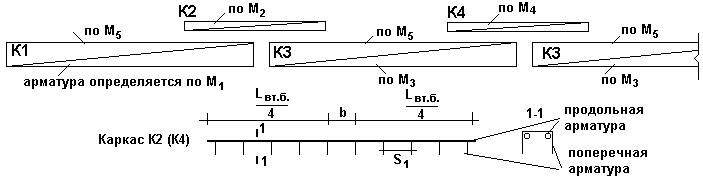 по М5
К2
по М2
по М5
К4
по М4
по М5
К1
К3
К3
арматура определяется по М1
по М3
по М3
Lвт.б.
4
b
Lвт.б.
4
1-1
продольная
арматура
Каркас К2 (К4)
1
1
S1
поперечная
арматура